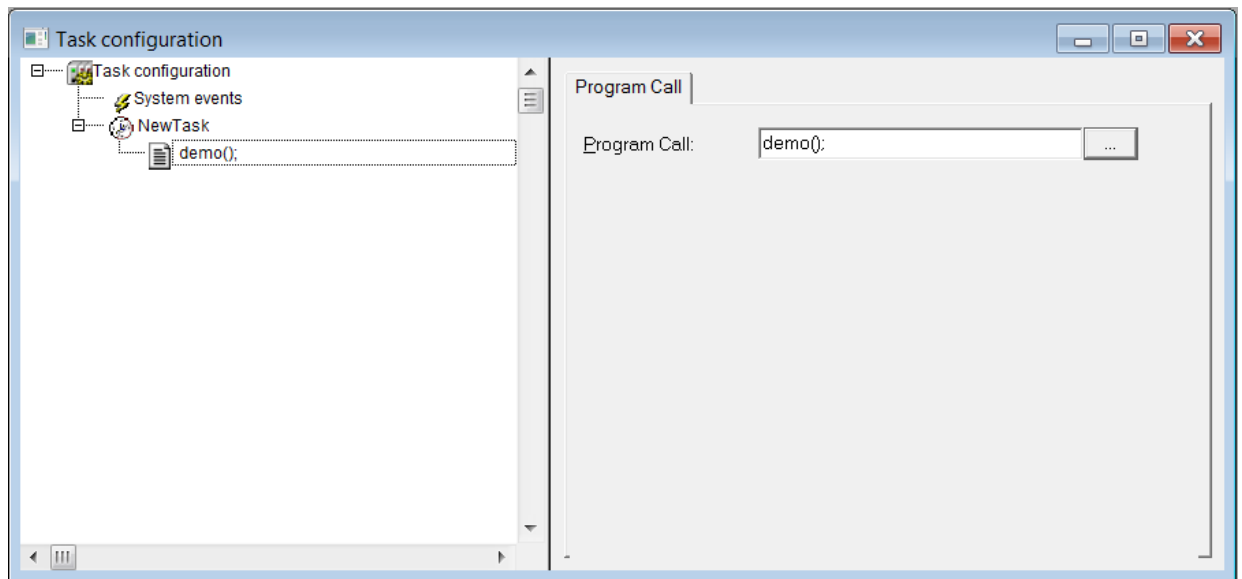 Task configuration
Task configuration
System events
NewTask
demo();
Program Call
Program Call:
demo();
...